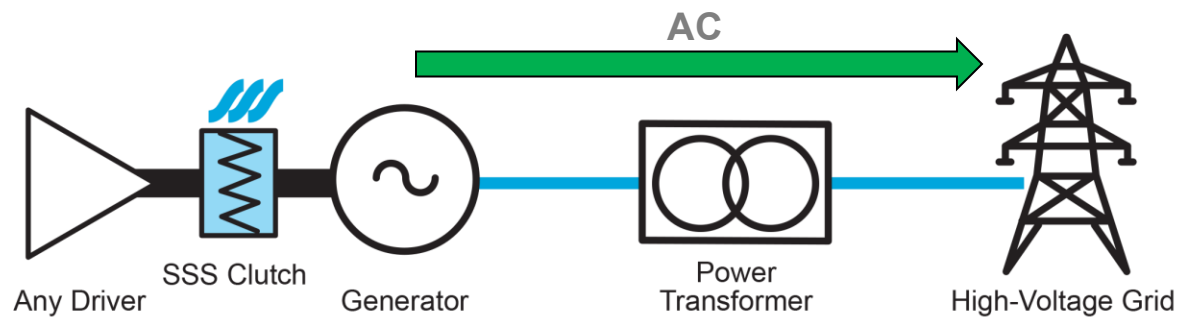 AC
SSS Clutch
Any Driver
Generator
Power
Transformer
High-Voltage Grid